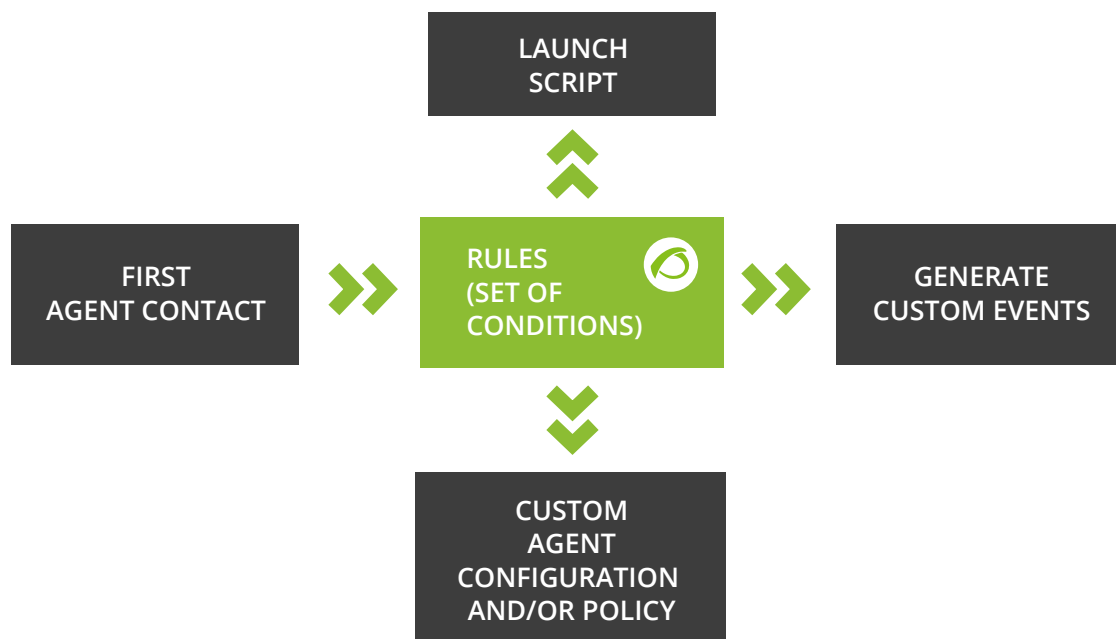 LAUNCH
SCRIPT
FIRST
AGENT CONTACT
RULES
(SET OF
CONDITIONS)
GENERATE
CUSTOM EVENTS
CUSTOM
AGENT
CONFIGURATION
AND/OR POLICY